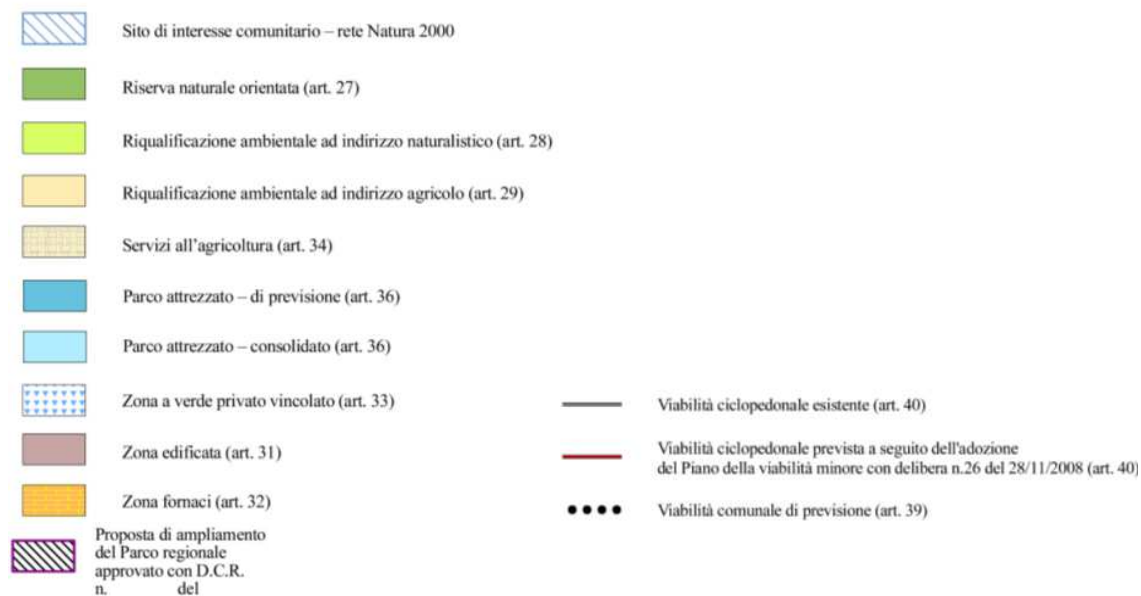 Sito di interesse comunitario – rete Natura 2000
Riserva naturale orientata (art. 27)
Riqualificazione ambientale ad indirizzo naturalistico (art. 28)
Riqualificazione ambientale ad indirizzo agricolo (art. 29)
Servizi all'agricoltura (art. 34)
Parco attrezzato – di previsione (art. 36)
Parco attrezzato – consolidato (art. 36)
Zona a verde privato vincolato (art. 33)
Zona edificata (art. 31)
Zona fornaci (art. 32)
Proposta di ampliamento
del Parco regionale
approvato con D.C.R.
n. del
Viabilità ciclopedonale esistente (art. 40)
Viabilità ciclopedonale prevista a seguito dell'adozione
del Piano della viabilità minore con delibera n.26 del 28/11/2008 (art. 40)
Viabilità comunale di previsione (art. 39)